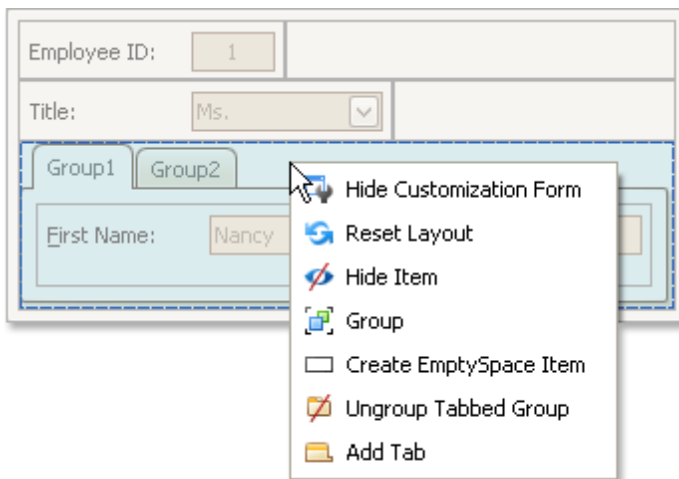 Employee ID: 1
Title: Ms.
Group1 Group2
First Name: Nancy
Hide Customization Form
Reset Layout
Hide Item
Group
Create EmptySpace Item
Ungroup Tabbed Group
Add Tab